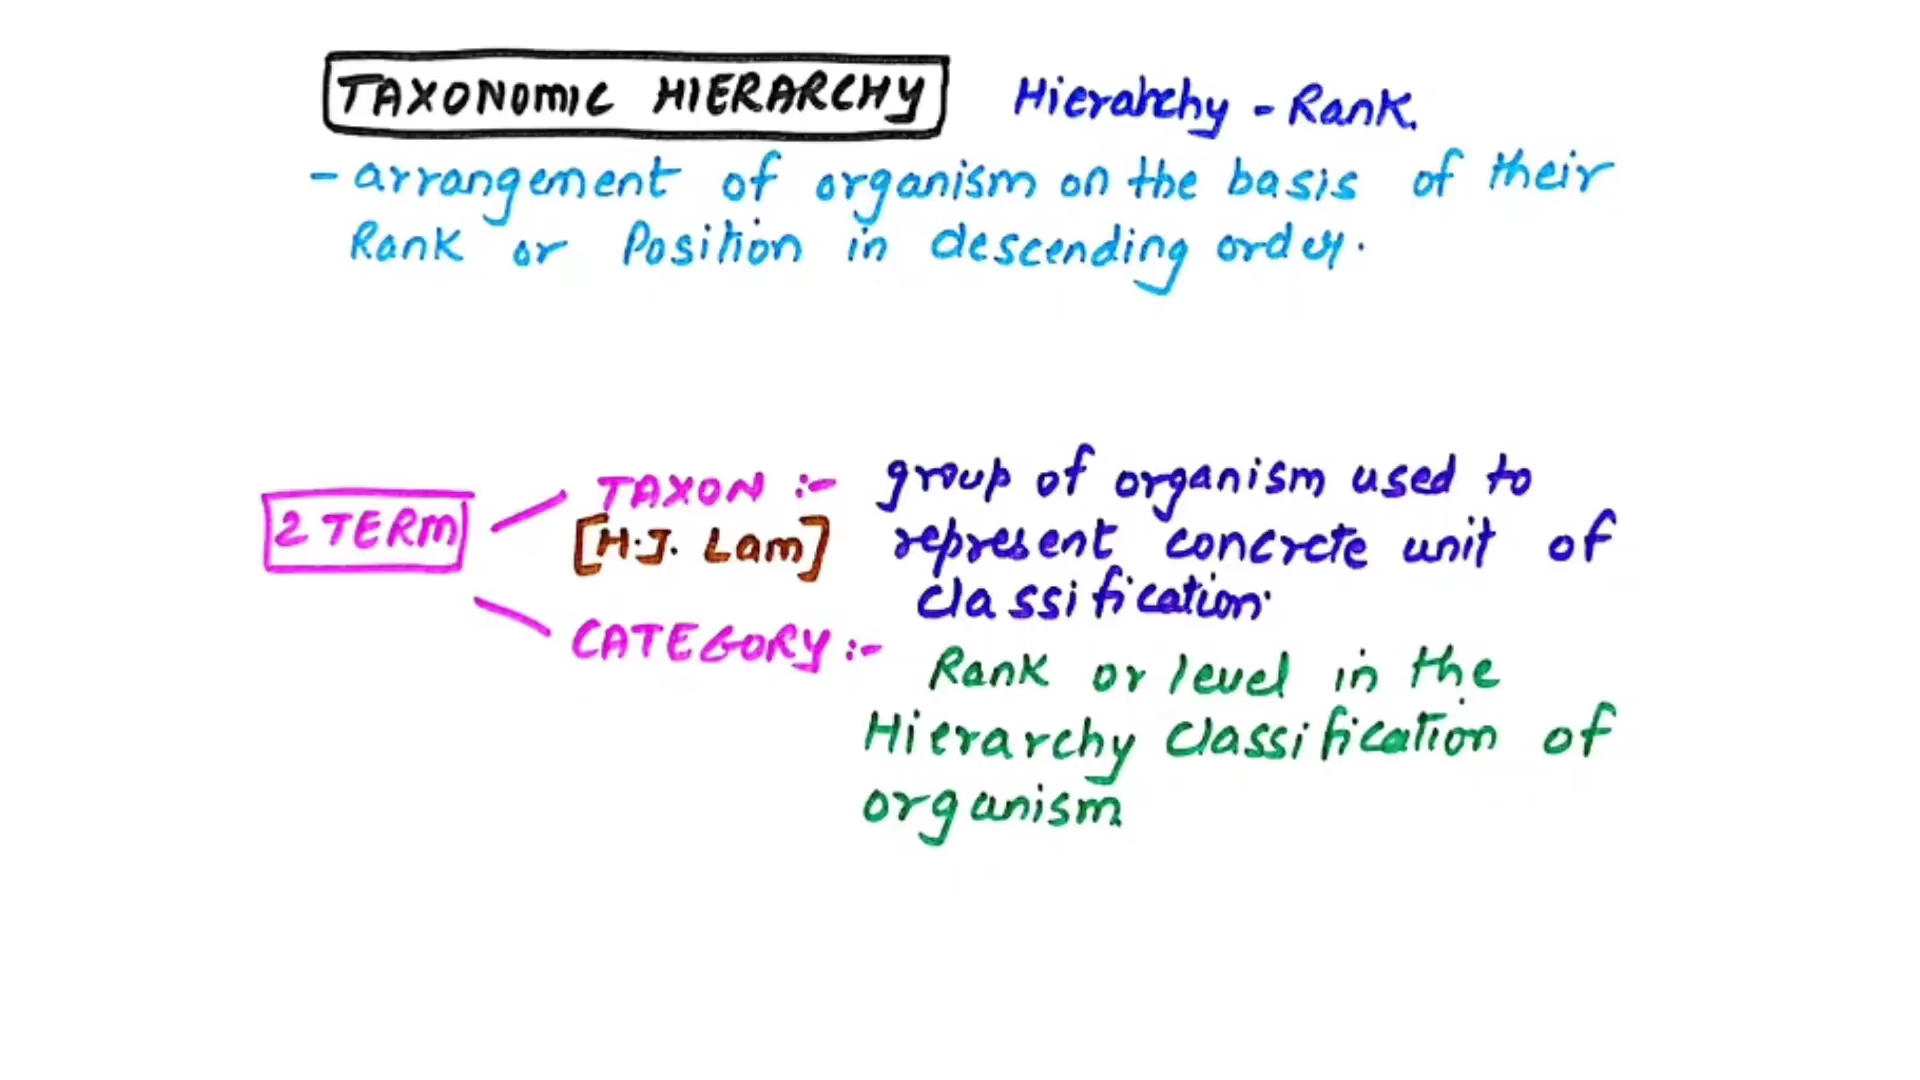 TAXONOMIC HIERARCHY Hierarchy - Rank.
- arrangement of organism on the basis of their
Rank or Position in descending order.
2 TERM
TAXON :-
[H.J. Lam]
group of organism used to
represent concrete unit of
classification.
CATEGORY :-
Rank or level in the
Hierarchy classification of
organism.